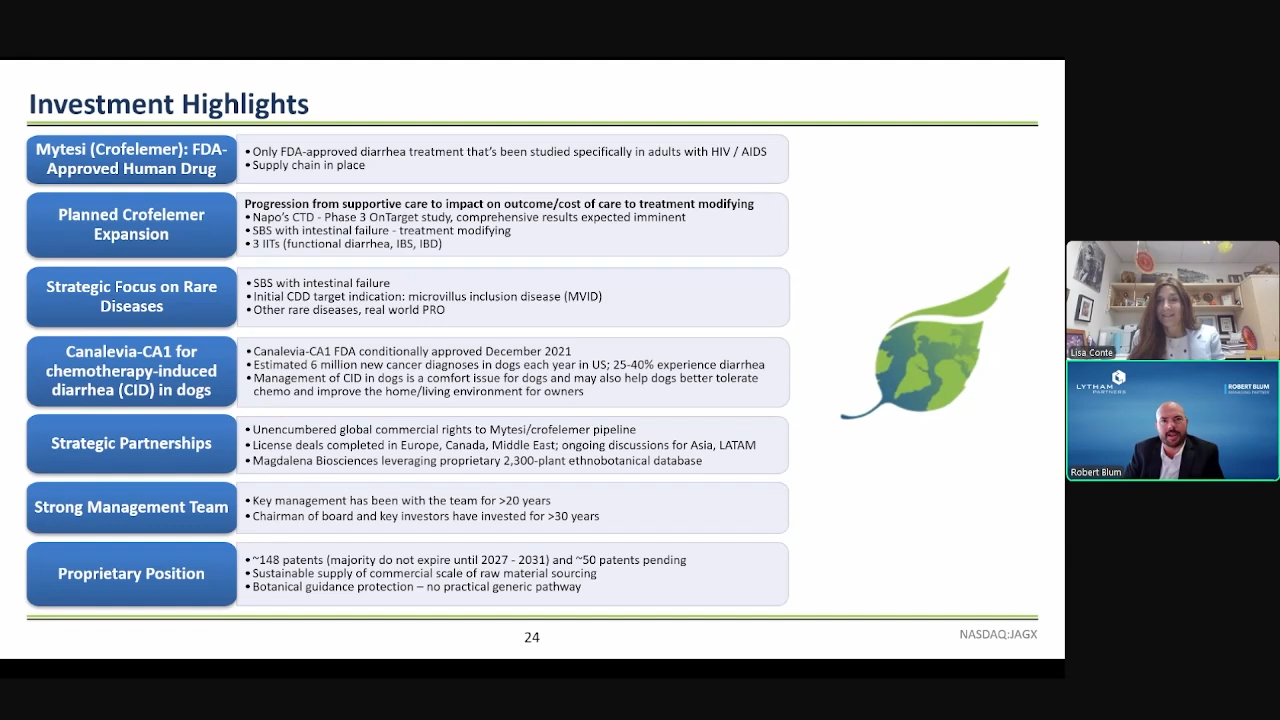 Investment Highlights
Mytesi (Crofelemer): FDA-
Approved Human Drug
• Only FDA-approved diarrhea treatment that's been studied specifically in adults with HIV / AIDS
• Supply chain in place
Planned Crofelemer
Expansion
Progression from supportive care to impact on outcome/cost of care to treatment modifying
• Napo's CTD - Phase 3 OnTarget study, comprehensive results expected imminent
• SBS with intestinal failure - treatment modifying
• 3 IITs (functional diarrhea, IBS, IBD)
Strategic Focus on Rare
Diseases
• SBS with intestinal failure
• Initial CDD target indication: microvillus inclusion disease (MVID)
• Other rare diseases, real world PRO
Canalevia-CA1 for
chemotherapy-induced
diarrhea (CID) in dogs
• Canalevia-CA1 FDA conditionally approved December 2021
• Estimated 6 million new cancer diagnoses in dogs each year in US; 25-40% experience diarrhea
• Management of CID in dogs is a comfort issue for dogs and may also help dogs better tolerate
chemo and improve the home/living environment for owners
Strategic Partnerships
• Unencumbered global commercial rights to Mytesi/crofelemer pipeline
• License deals completed in Europe, Canada, Middle East; ongoing discussions for Asia, LATAM
• Magdalena Biosciences leveraging proprietary 2,300-plant ethnobotanical database
Strong Management Team
• Key management has been with the team for >20 years
• Chairman of board and key investors have invested for >30 years
Proprietary Position
• ~148 patents (majority do not expire until 2027 - 2031) and ~50 patents pending
• Sustainable supply of commercial scale of raw material sourcing
• Botanical guidance protection – no practical generic pathway
24
NASDAQ:JAGX
Lisa Conte
LYTHAM
PARTNERS
ROBERT BLUM
MANAGING PARTNER
Robert Blum